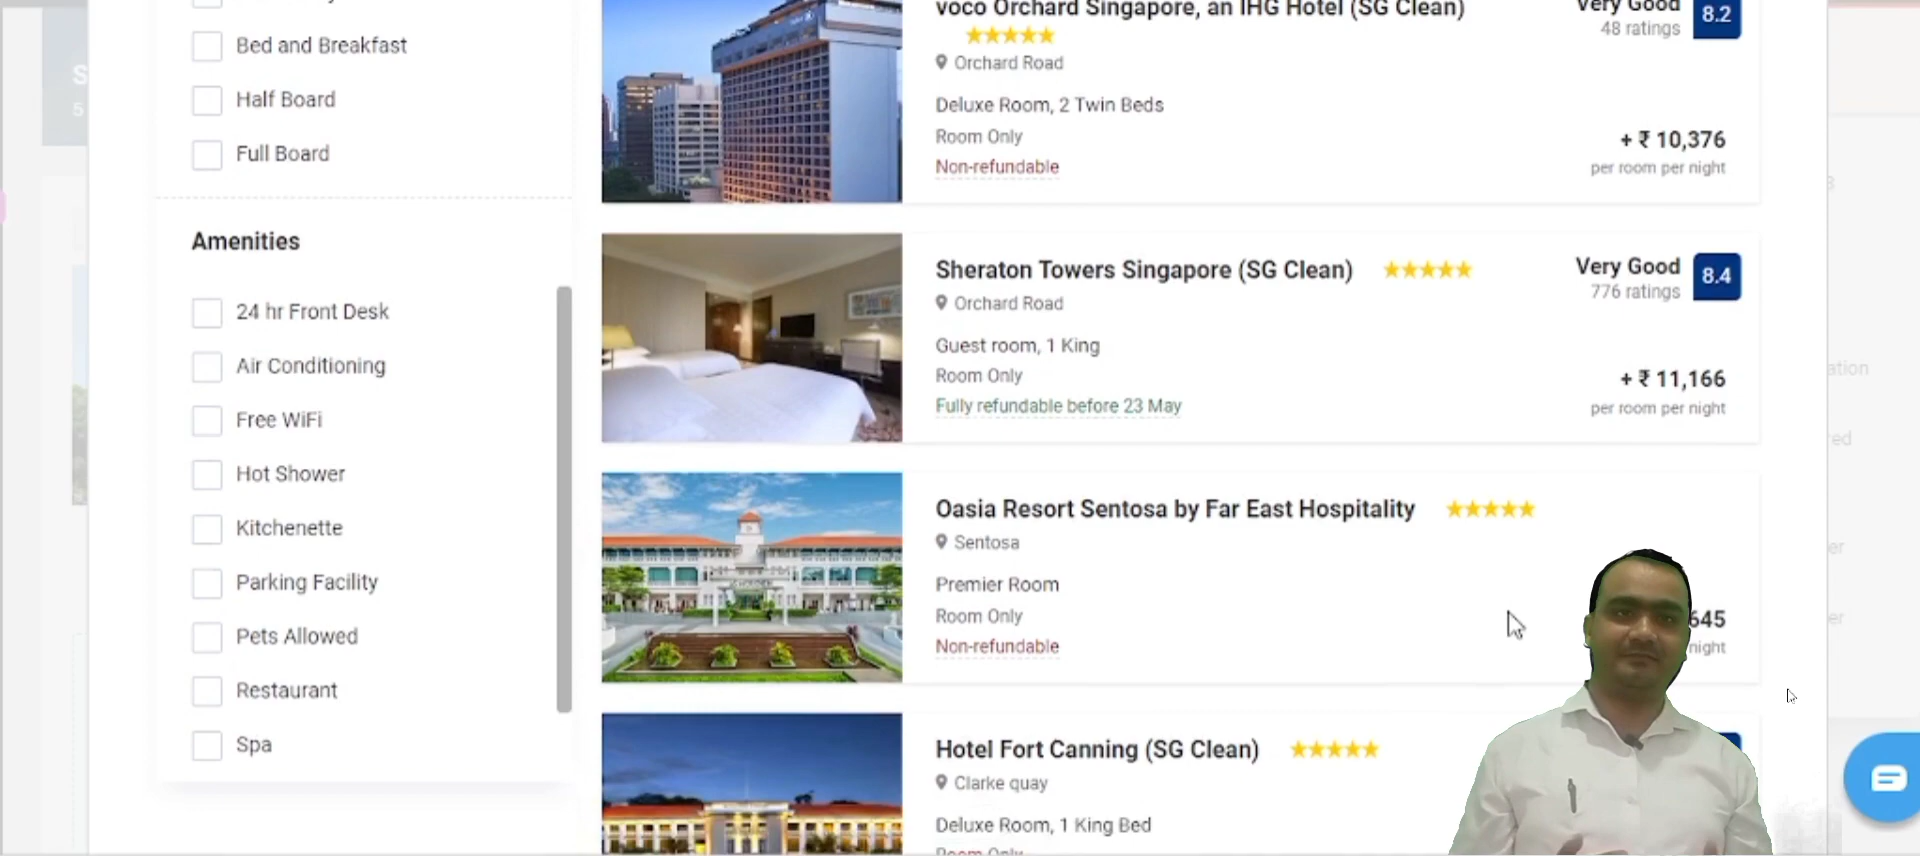 Bed and Breakfast
Half Board
Full Board
Amenities
24 hr Front Desk
Air Conditioning
Free WiFi
Hot Shower
Kitchenette
Parking Facility
Pets Allowed
Restaurant
Spa
voco Orchard Singapore, an IHG Hotel (SG Clean)
Orchard Road
Deluxe Room, 2 Twin Beds
Room Only
Non-refundable
Very Good 8.2
48 ratings
+ ₹ 10,376
per room per night
Sheraton Towers Singapore (SG Clean)
Orchard Road
Guest room, 1 King
Room Only
Fully refundable before 23 May
Very Good 8.4
776 ratings
+ ₹ 11,166
per room per night
Oasia Resort Sentosa by Far East Hospitality
Sentosa
Premier Room
Room Only
Non-refundable
645
night
Hotel Fort Canning (SG Clean)
Clarke quay
Deluxe Room, 1 King Bed
Room Only